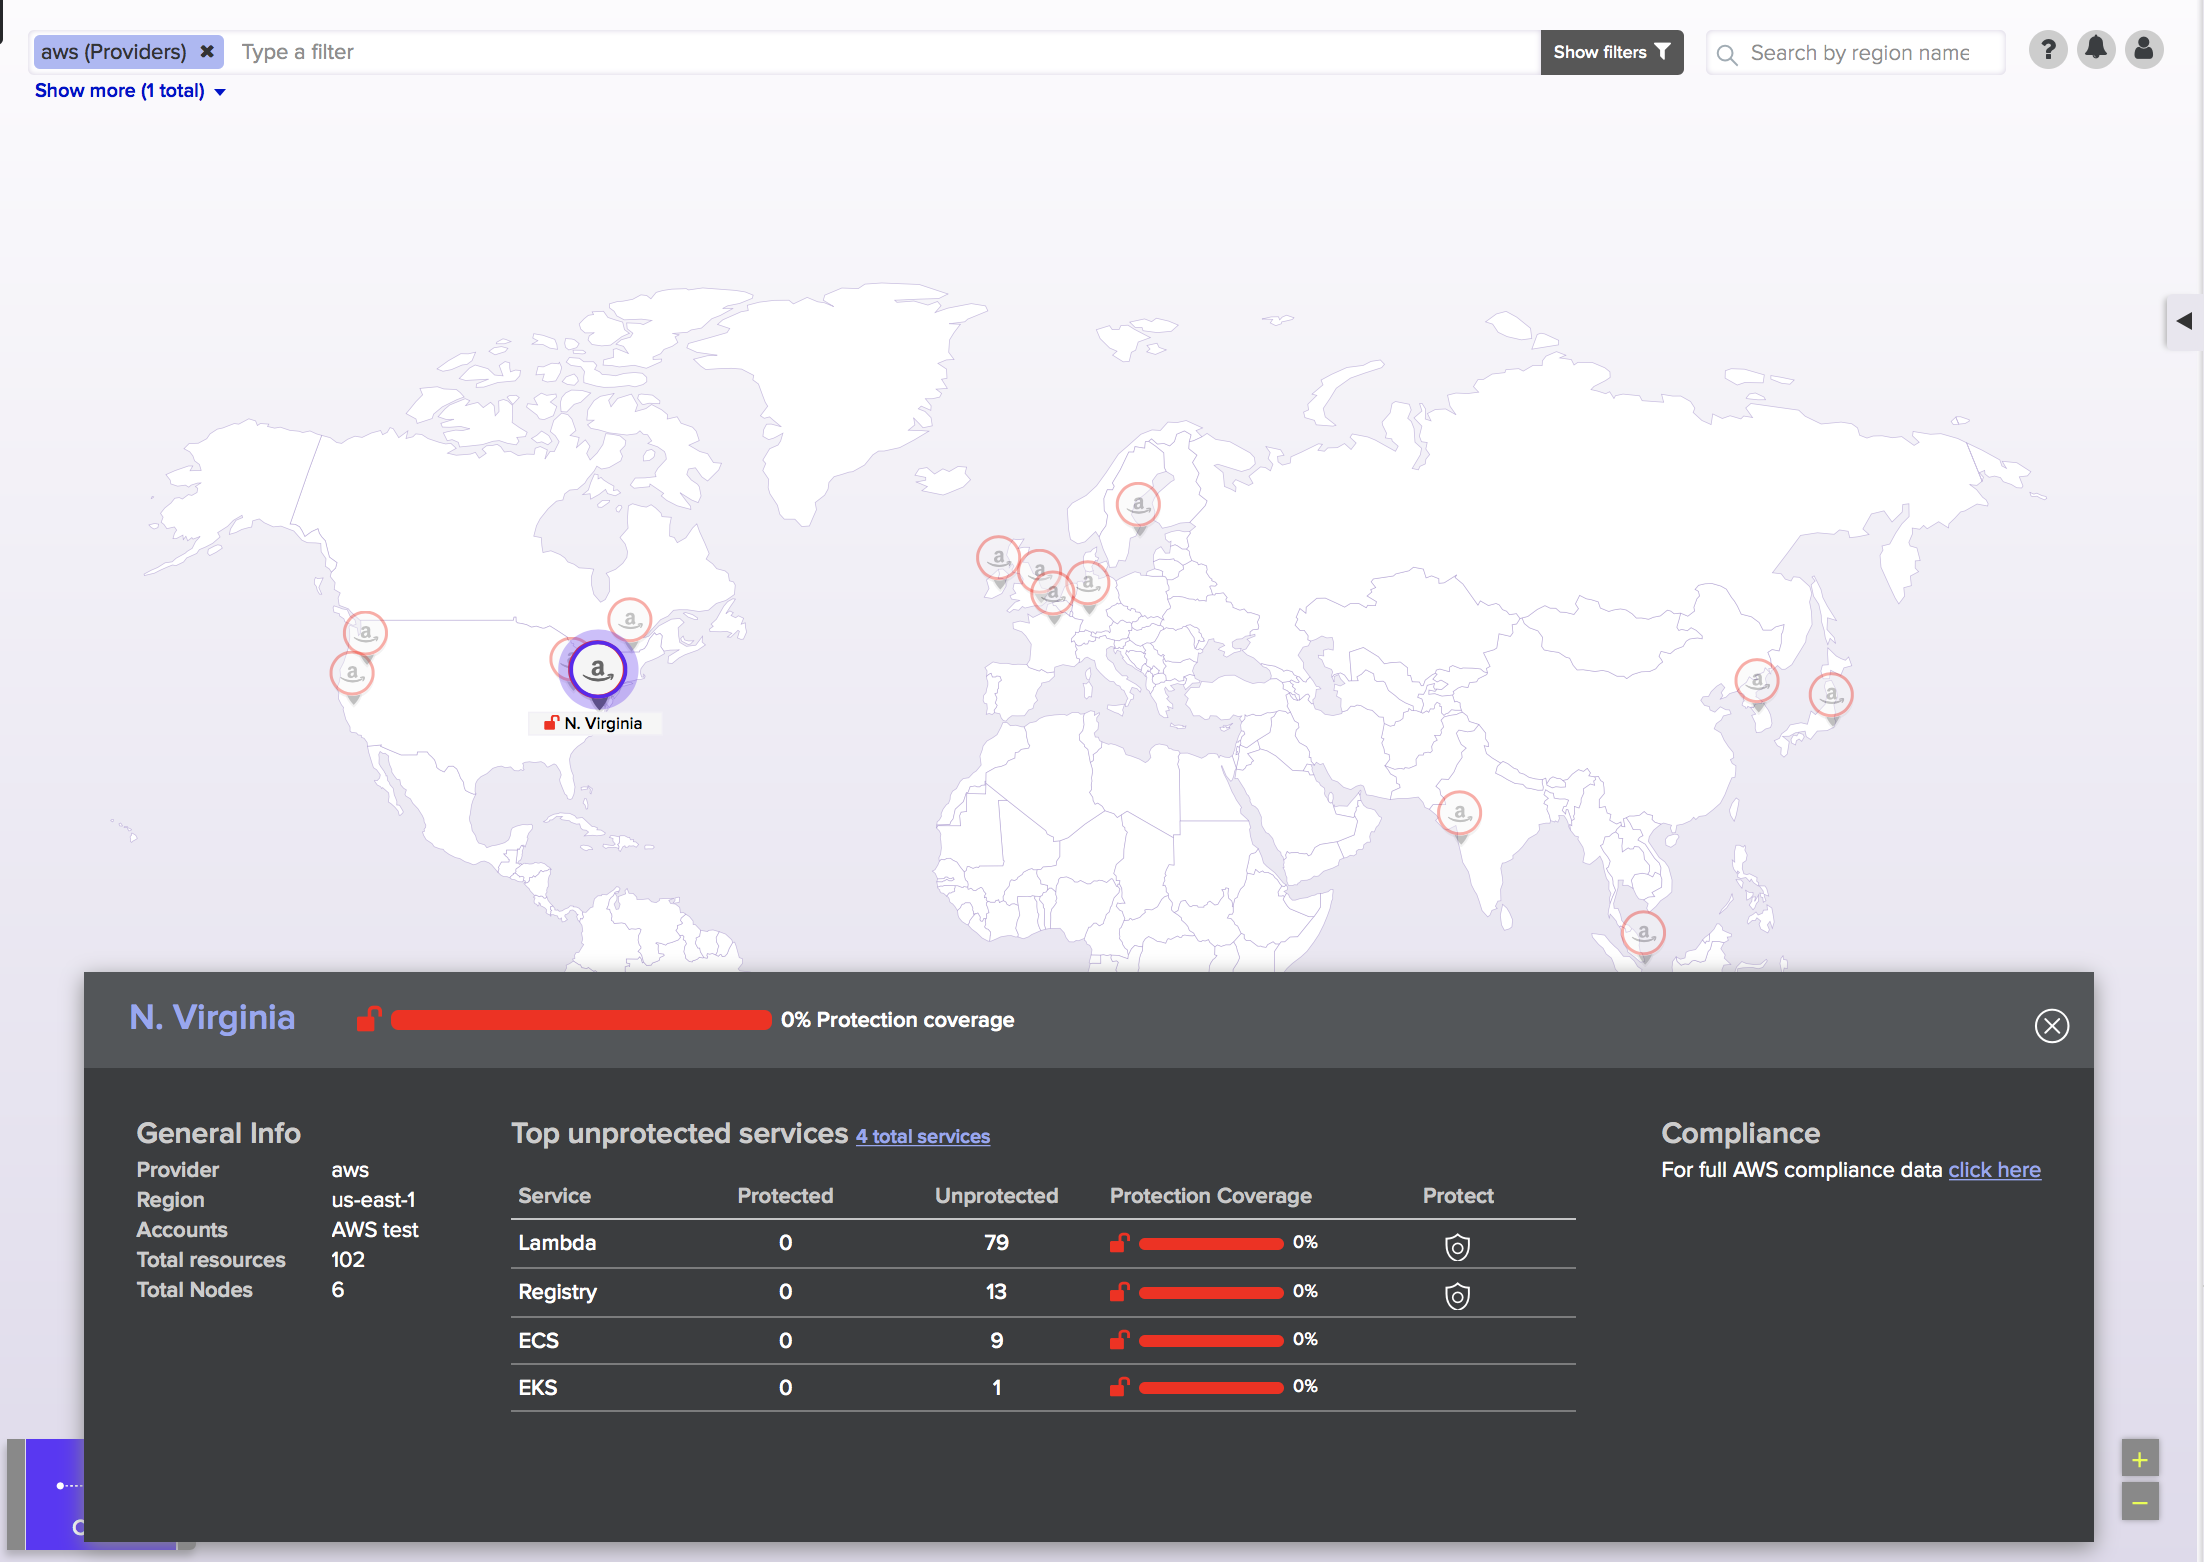 aws (Providers) ✖ Type a filter
Show filters
Search by region name
?
Show more (1 total)
N. Virginia
N. Virginia
0% Protection coverage
General Info
Provider aws
Region us-east-1
Accounts AWS test
Total resources 102
Total Nodes 6
Top unprotected services 4 total services
Service Protected Unprotected Protection Coverage Protect
Lambda 0 79 0%
Registry 0 13 0%
ECS 0 9 0%
EKS 0 1 0%
Compliance
For full AWS compliance data click here
+
−